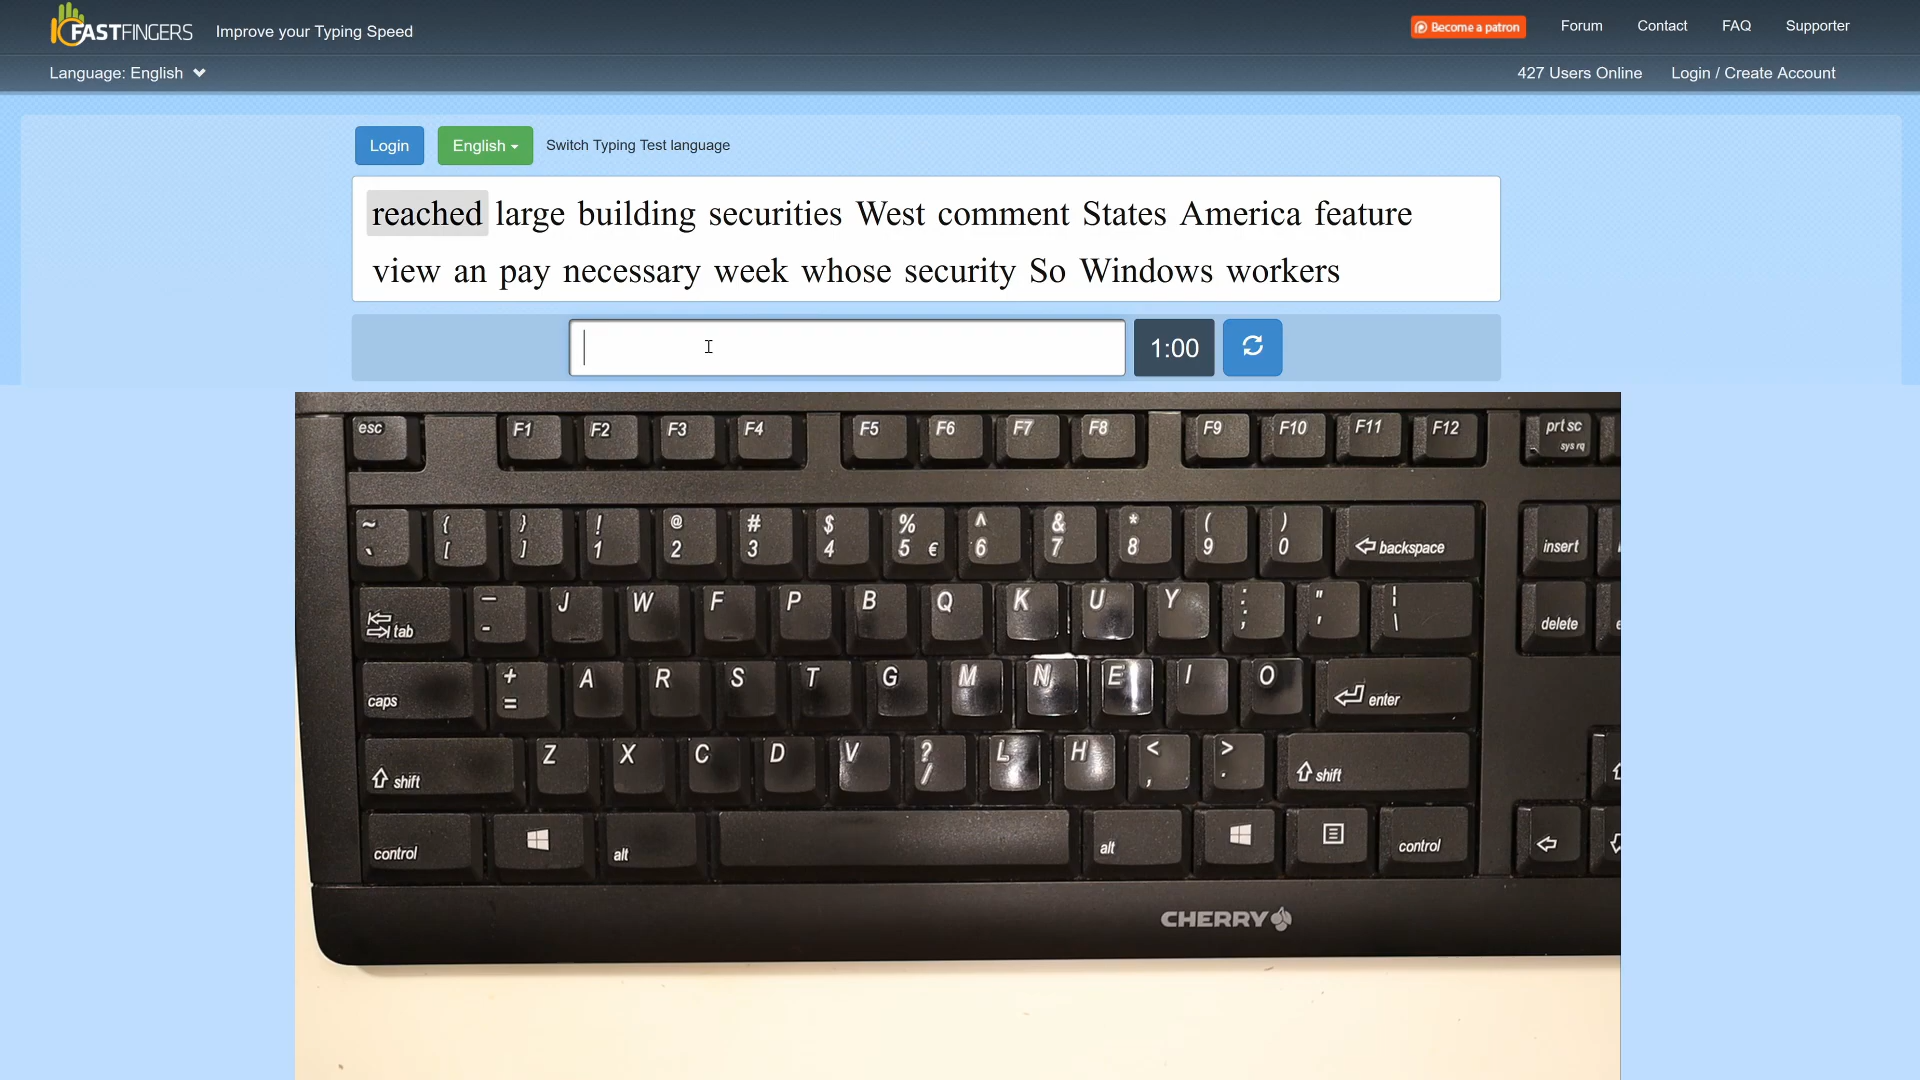 10FASTFINGERS Improve your Typing Speed Become a patron Forum Contact FAQ Supporter
Language: English 427 Users Online Login / Create Account
Login English Switch Typing Test language
reached large building securities West comment States America feature
view an pay necessary week whose security So Windows workers
1:00
esc F1 F2 F3 F4 F5 F6 F7 F8 F9 F10 F11 F12 prt sc sys rq
~ ` { [ } ] ! 1 @ 2 # 3 $ 4 % 5 € ^ 6 & 7 * 8 ( 9 ) 0 backspace insert
tab _ - J W F P B Q K U Y : ; " ' | \ delete
caps + = A R S T G M N E I O enter
shift Z X C D V ? / L H < , > . shift
control alt alt control
CHERRY